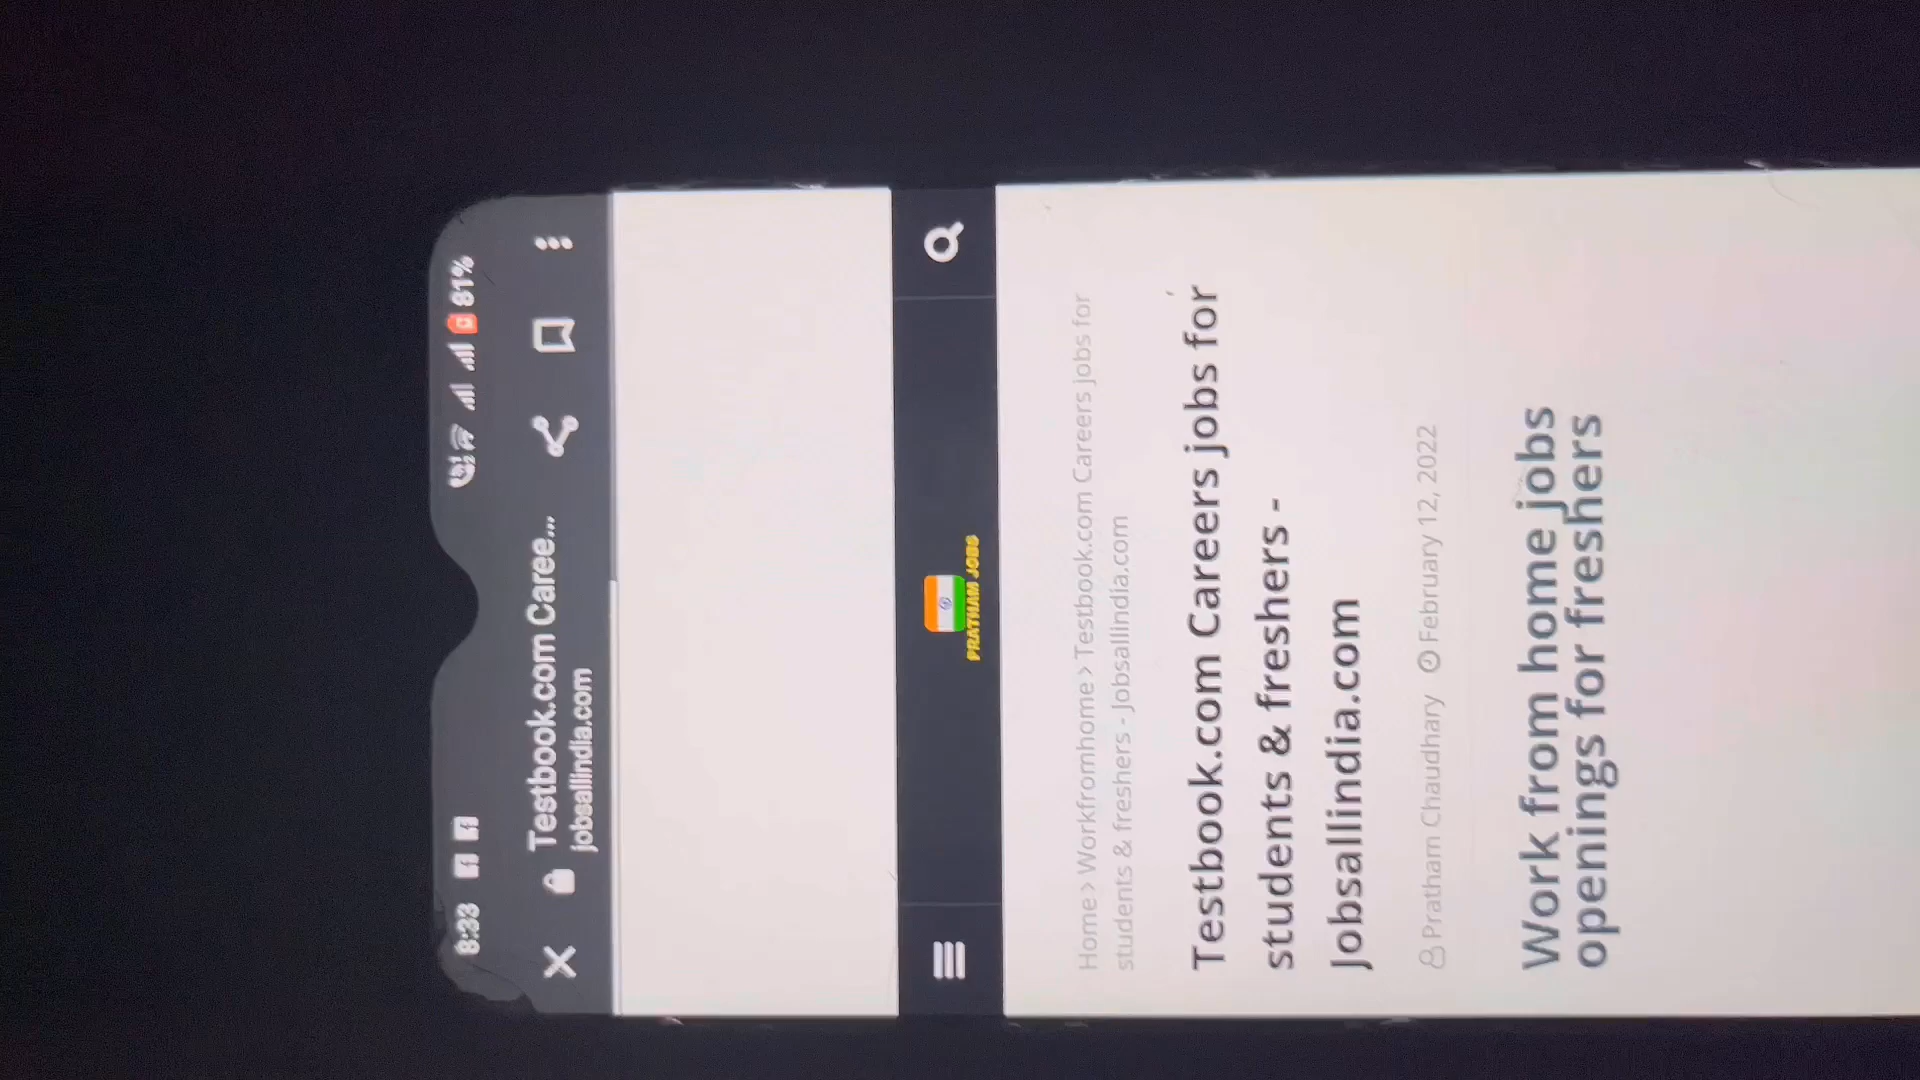 8:33 81%
Testbook.com Caree...
jobsallindia.com
PRATHAM JOBS
Home > Workfromhome > Testbook.com Careers jobs for
students & freshers - Jobsallindia.com
Testbook.com Careers jobs for
students & freshers -
Jobsallindia.com
Pratham Chaudhary February 12, 2022
Work from home jobs
openings for freshers